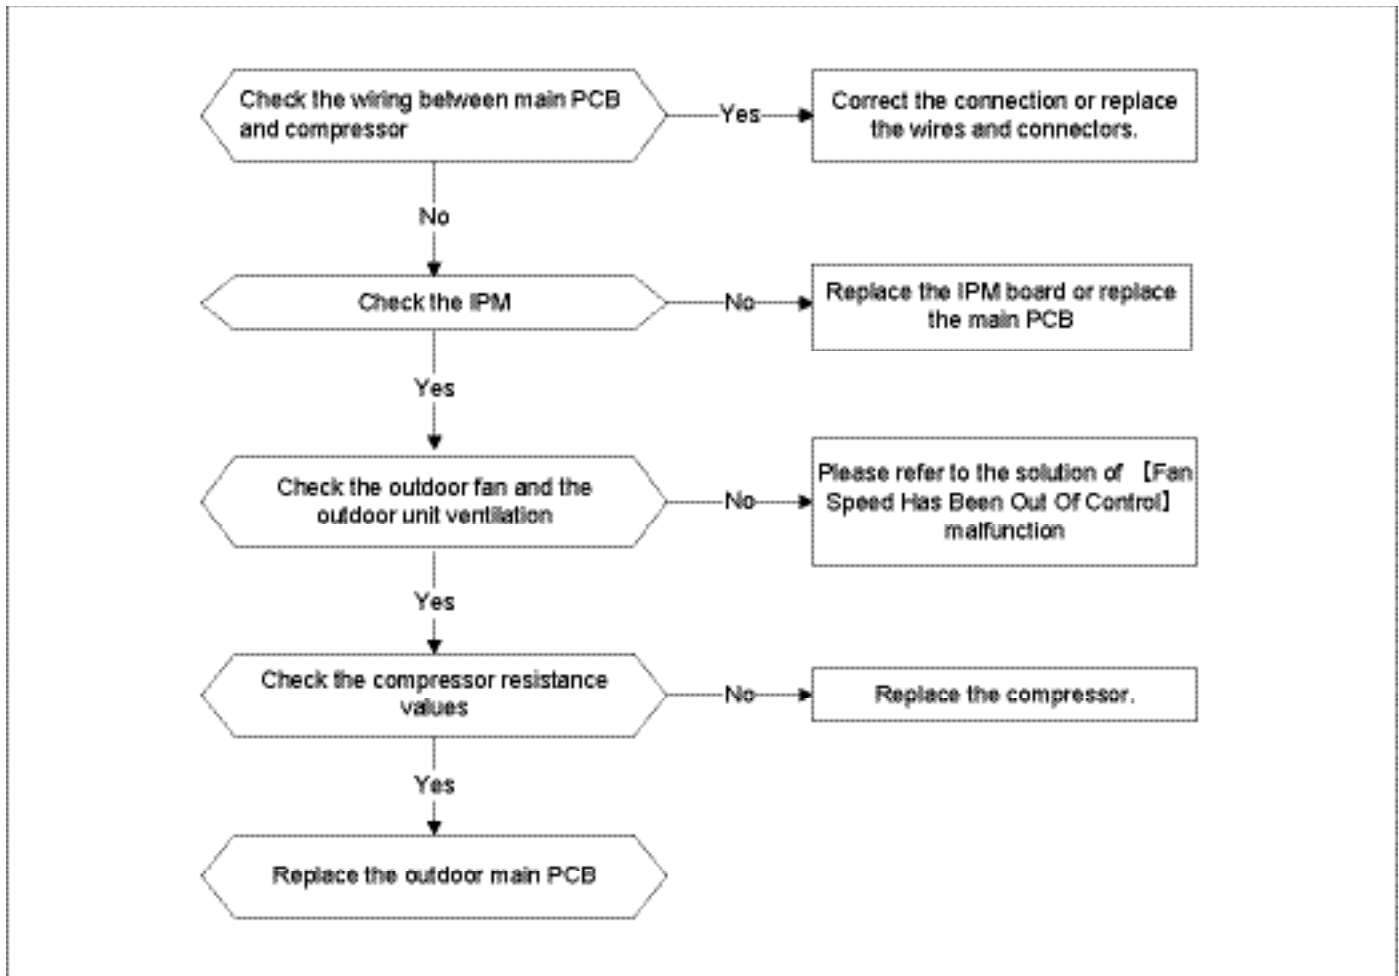 Check the wiring between main PCB
and compressor
Yes
Correct the connection or replace
the wires and connectors.
No
Check the IPM
No
Replace the IPM board or replace
the main PCB
Yes
Check the outdoor fan and the
outdoor unit ventilation
No
Please refer to the solution of 【Fan
Speed Has Been Out Of Control】
malfunction
Yes
Check the compressor resistance
values
No
Replace the compressor.
Yes
Replace the outdoor main PCB